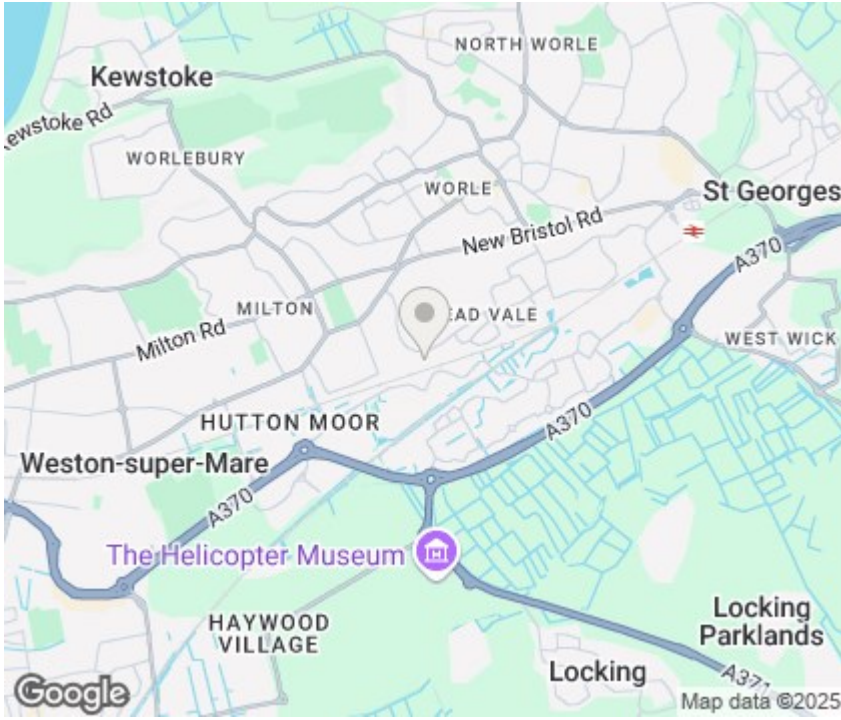 NORTH WORLE
Kewstoke
Kewstoke Rd
WORLEBURY
WORLE
St Georges
New Bristol Rd
A370
MILTON
EAD VALE
Milton Rd
WEST WICK
HUTTON MOOR
A370
Weston-super-Mare
A370
The Helicopter Museum
H
HAYWOOD
VILLAGE
Locking
Parklands
Locking
A371
Google
Map data ©2025